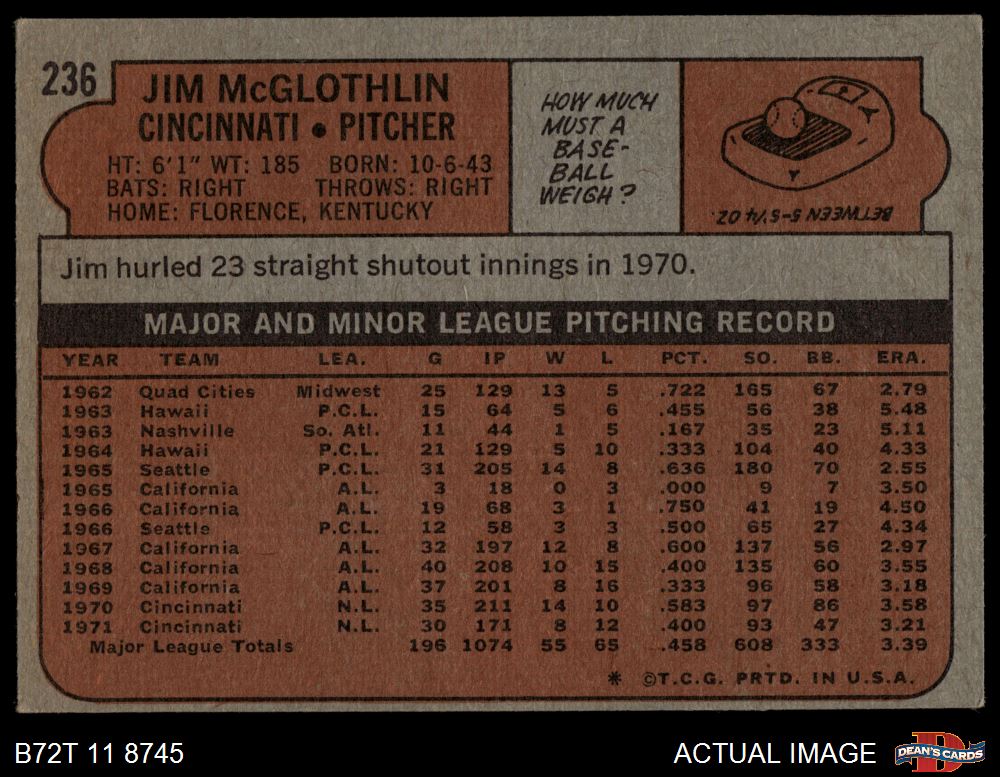 236
JIM McGLOTHLIN
CINCINNATI • PITCHER
HT: 6'1" WT: 185 BORN: 10-6-43
BATS: RIGHT THROWS: RIGHT
HOME: FLORENCE, KENTUCKY
HOW MUCH
MUST A
BASE-
BALL
WEIGH?
BETWEEN 5-5 1/4 OZ.
Jim hurled 23 straight shutout innings in 1970.
MAJOR AND MINOR LEAGUE PITCHING RECORD
YEAR TEAM LEA. G IP W L PCT. SO. BB. ERA.
1962 Quad Cities Midwest 25 129 13 5 .722 165 67 2.79
1963 Hawaii P.C.L. 15 64 5 6 .455 56 38 5.48
1963 Nashville So. Atl. 11 44 1 5 .167 35 23 5.11
1964 Hawaii P.C.L. 21 129 5 10 .333 104 40 4.33
1965 Seattle P.C.L. 31 205 14 8 .636 180 70 2.55
1965 California A.L. 3 18 0 3 .000 9 7 3.50
1966 California A.L. 19 68 3 1 .750 41 19 4.50
1966 Seattle P.C.L. 12 58 3 3 .500 65 27 4.34
1967 California A.L. 32 197 12 8 .600 137 56 2.97
1968 California A.L. 40 208 10 15 .400 135 60 3.55
1969 California A.L. 37 201 8 16 .333 96 58 3.18
1970 Cincinnati N.L. 35 211 14 10 .583 97 86 3.58
1971 Cincinnati N.L. 30 171 8 12 .400 93 47 3.21
Major League Totals 196 1074 55 65 .458 608 333 3.39
* ©T.C.G. PRTD. IN U.S.A.
B72T 11 8745
ACTUAL IMAGE
D
DEAN'S CARDS